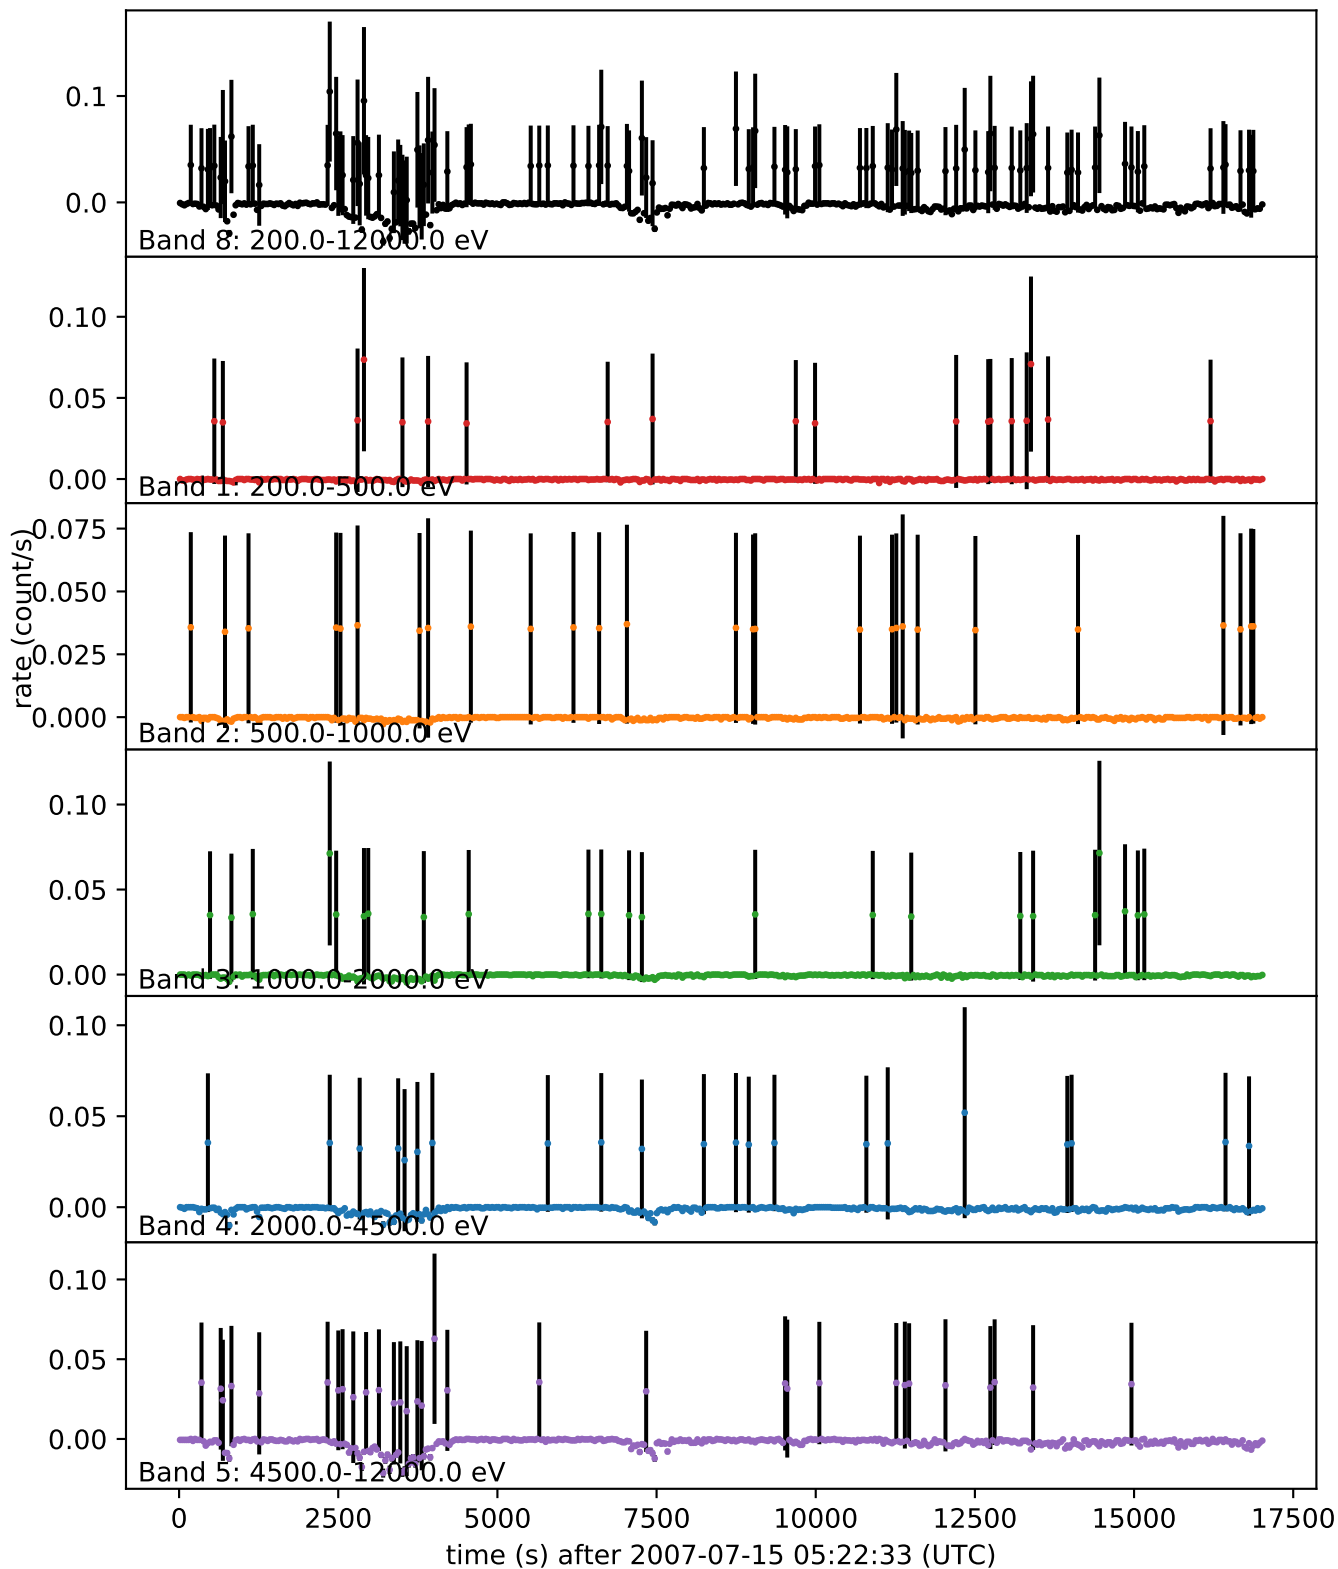 0.1
0.0
Band 8: 200.0-12000.0 eV
0.10
0.05
0.00
Band 1: 200.0-500.0 eV
rate (count/s)
0.075
0.050
0.025
0.000
Band 2: 500.0-1000.0 eV
0.10
0.05
0.00
Band 3: 1000.0-2000.0 eV
0.10
0.05
0.00
Band 4: 2000.0-4500.0 eV
0.10
0.05
0.00
Band 5: 4500.0-12000.0 eV
0 2500 5000 7500 10000 12500 15000 17500
time (s) after 2007-07-15 05:22:33 (UTC)